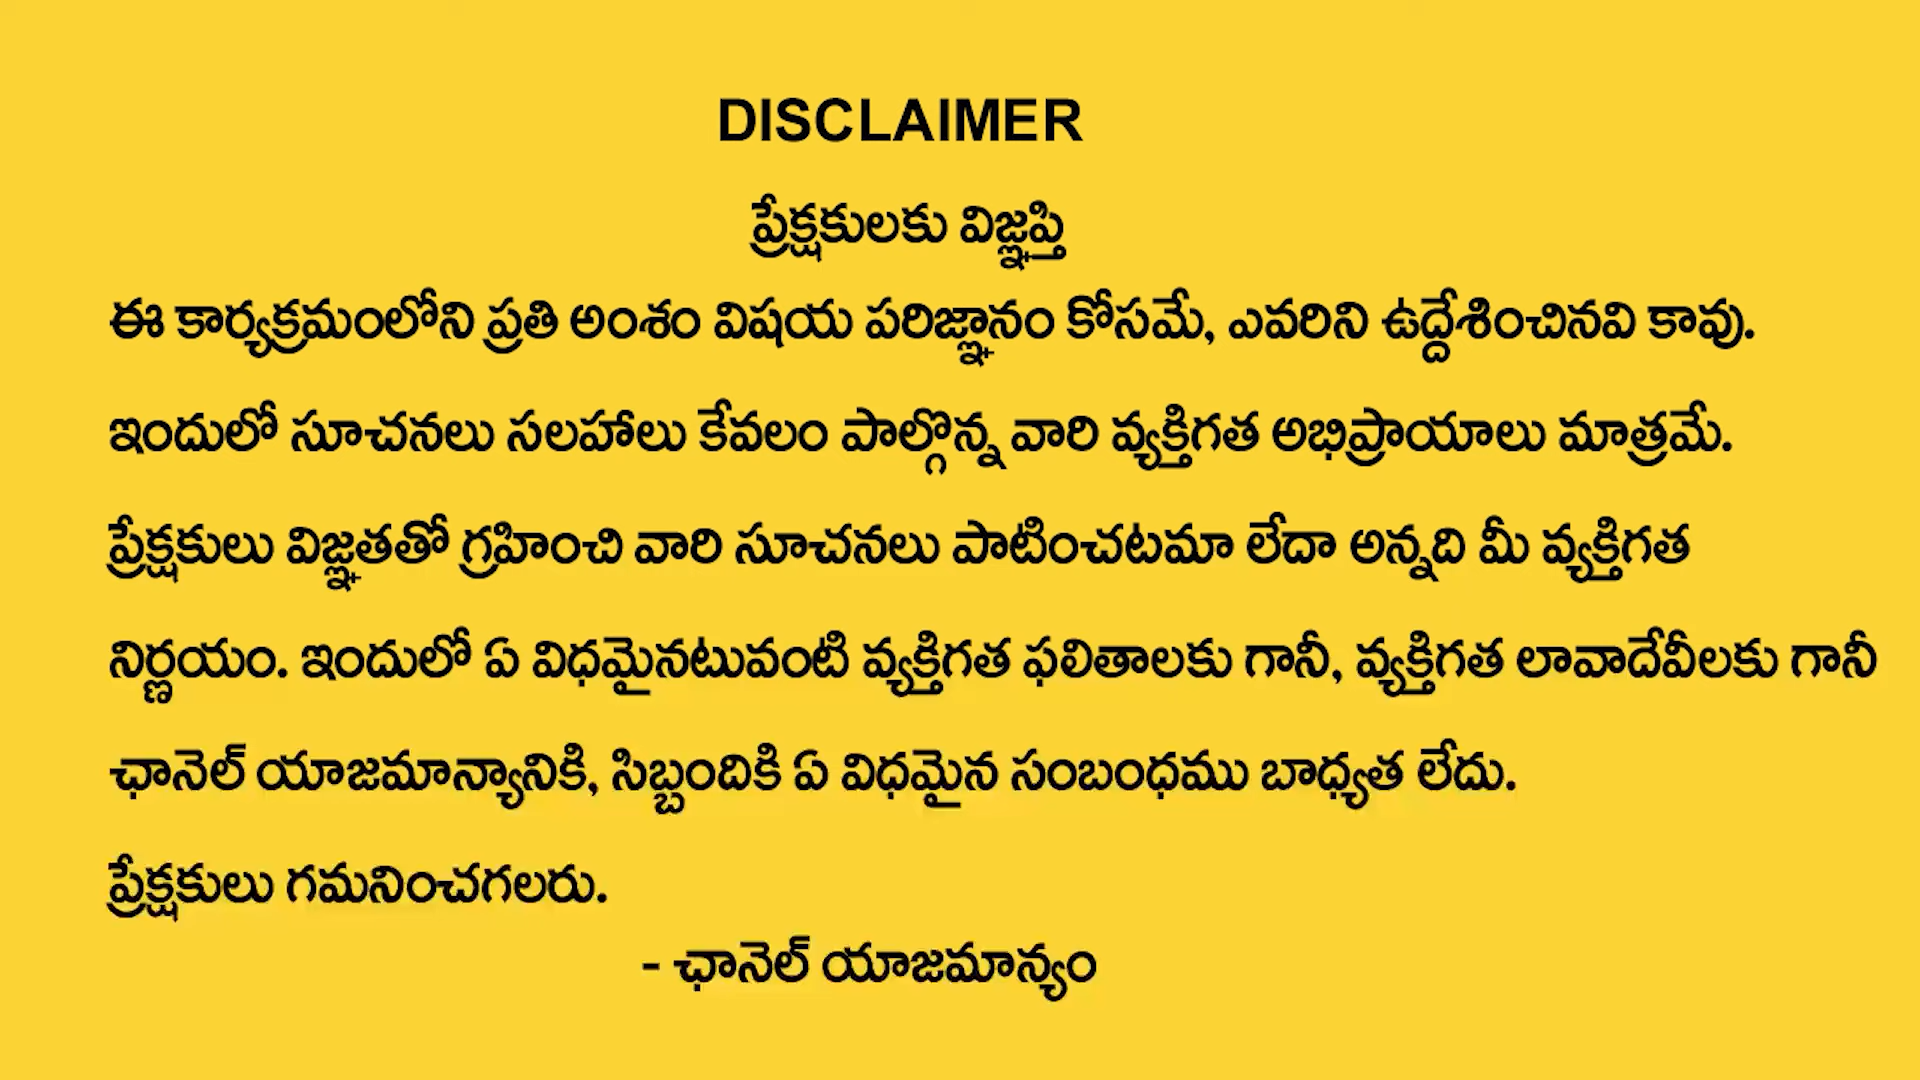 DISCLAIMER
ప్రేక్షకులకు విజ్ఞప్తి
ఈ కార్యక్రమంలోని ప్రతి అంశం విషయ పరిజ్ఞానం కోసమే, ఎవరిని ఉద్దేశించినవి కావు.
ఇందులో సూచనలు సలహాలు కేవలం పాల్గొన్న వారి వ్యక్తిగత అభిప్రాయాలు మాత్రమే.
ప్రేక్షకులు విజ్ఞతతో గ్రహించి వారి సూచనలు పాటించటమా లేదా అన్నది మీ వ్యక్తిగత
నిర్ణయం. ఇందులో ఏ విధమైనటువంటి వ్యక్తిగత ఫలితాలకు గానీ, వ్యక్తిగత లావాదేవీలకు గానీ
ఛానెల్ యాజమాన్యానికి, సిబ్బందికి ఏ విధమైన సంబంధము బాధ్యత లేదు.
ప్రేక్షకులు గమనించగలరు.
- ఛానెల్ యాజమాన్యం